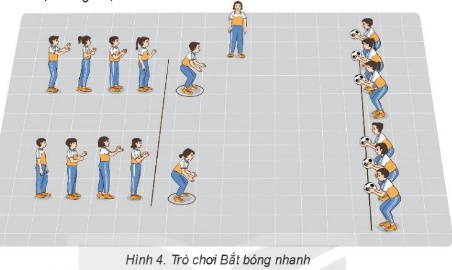 Hình 4. Trò chơi Bắt bóng nhanh